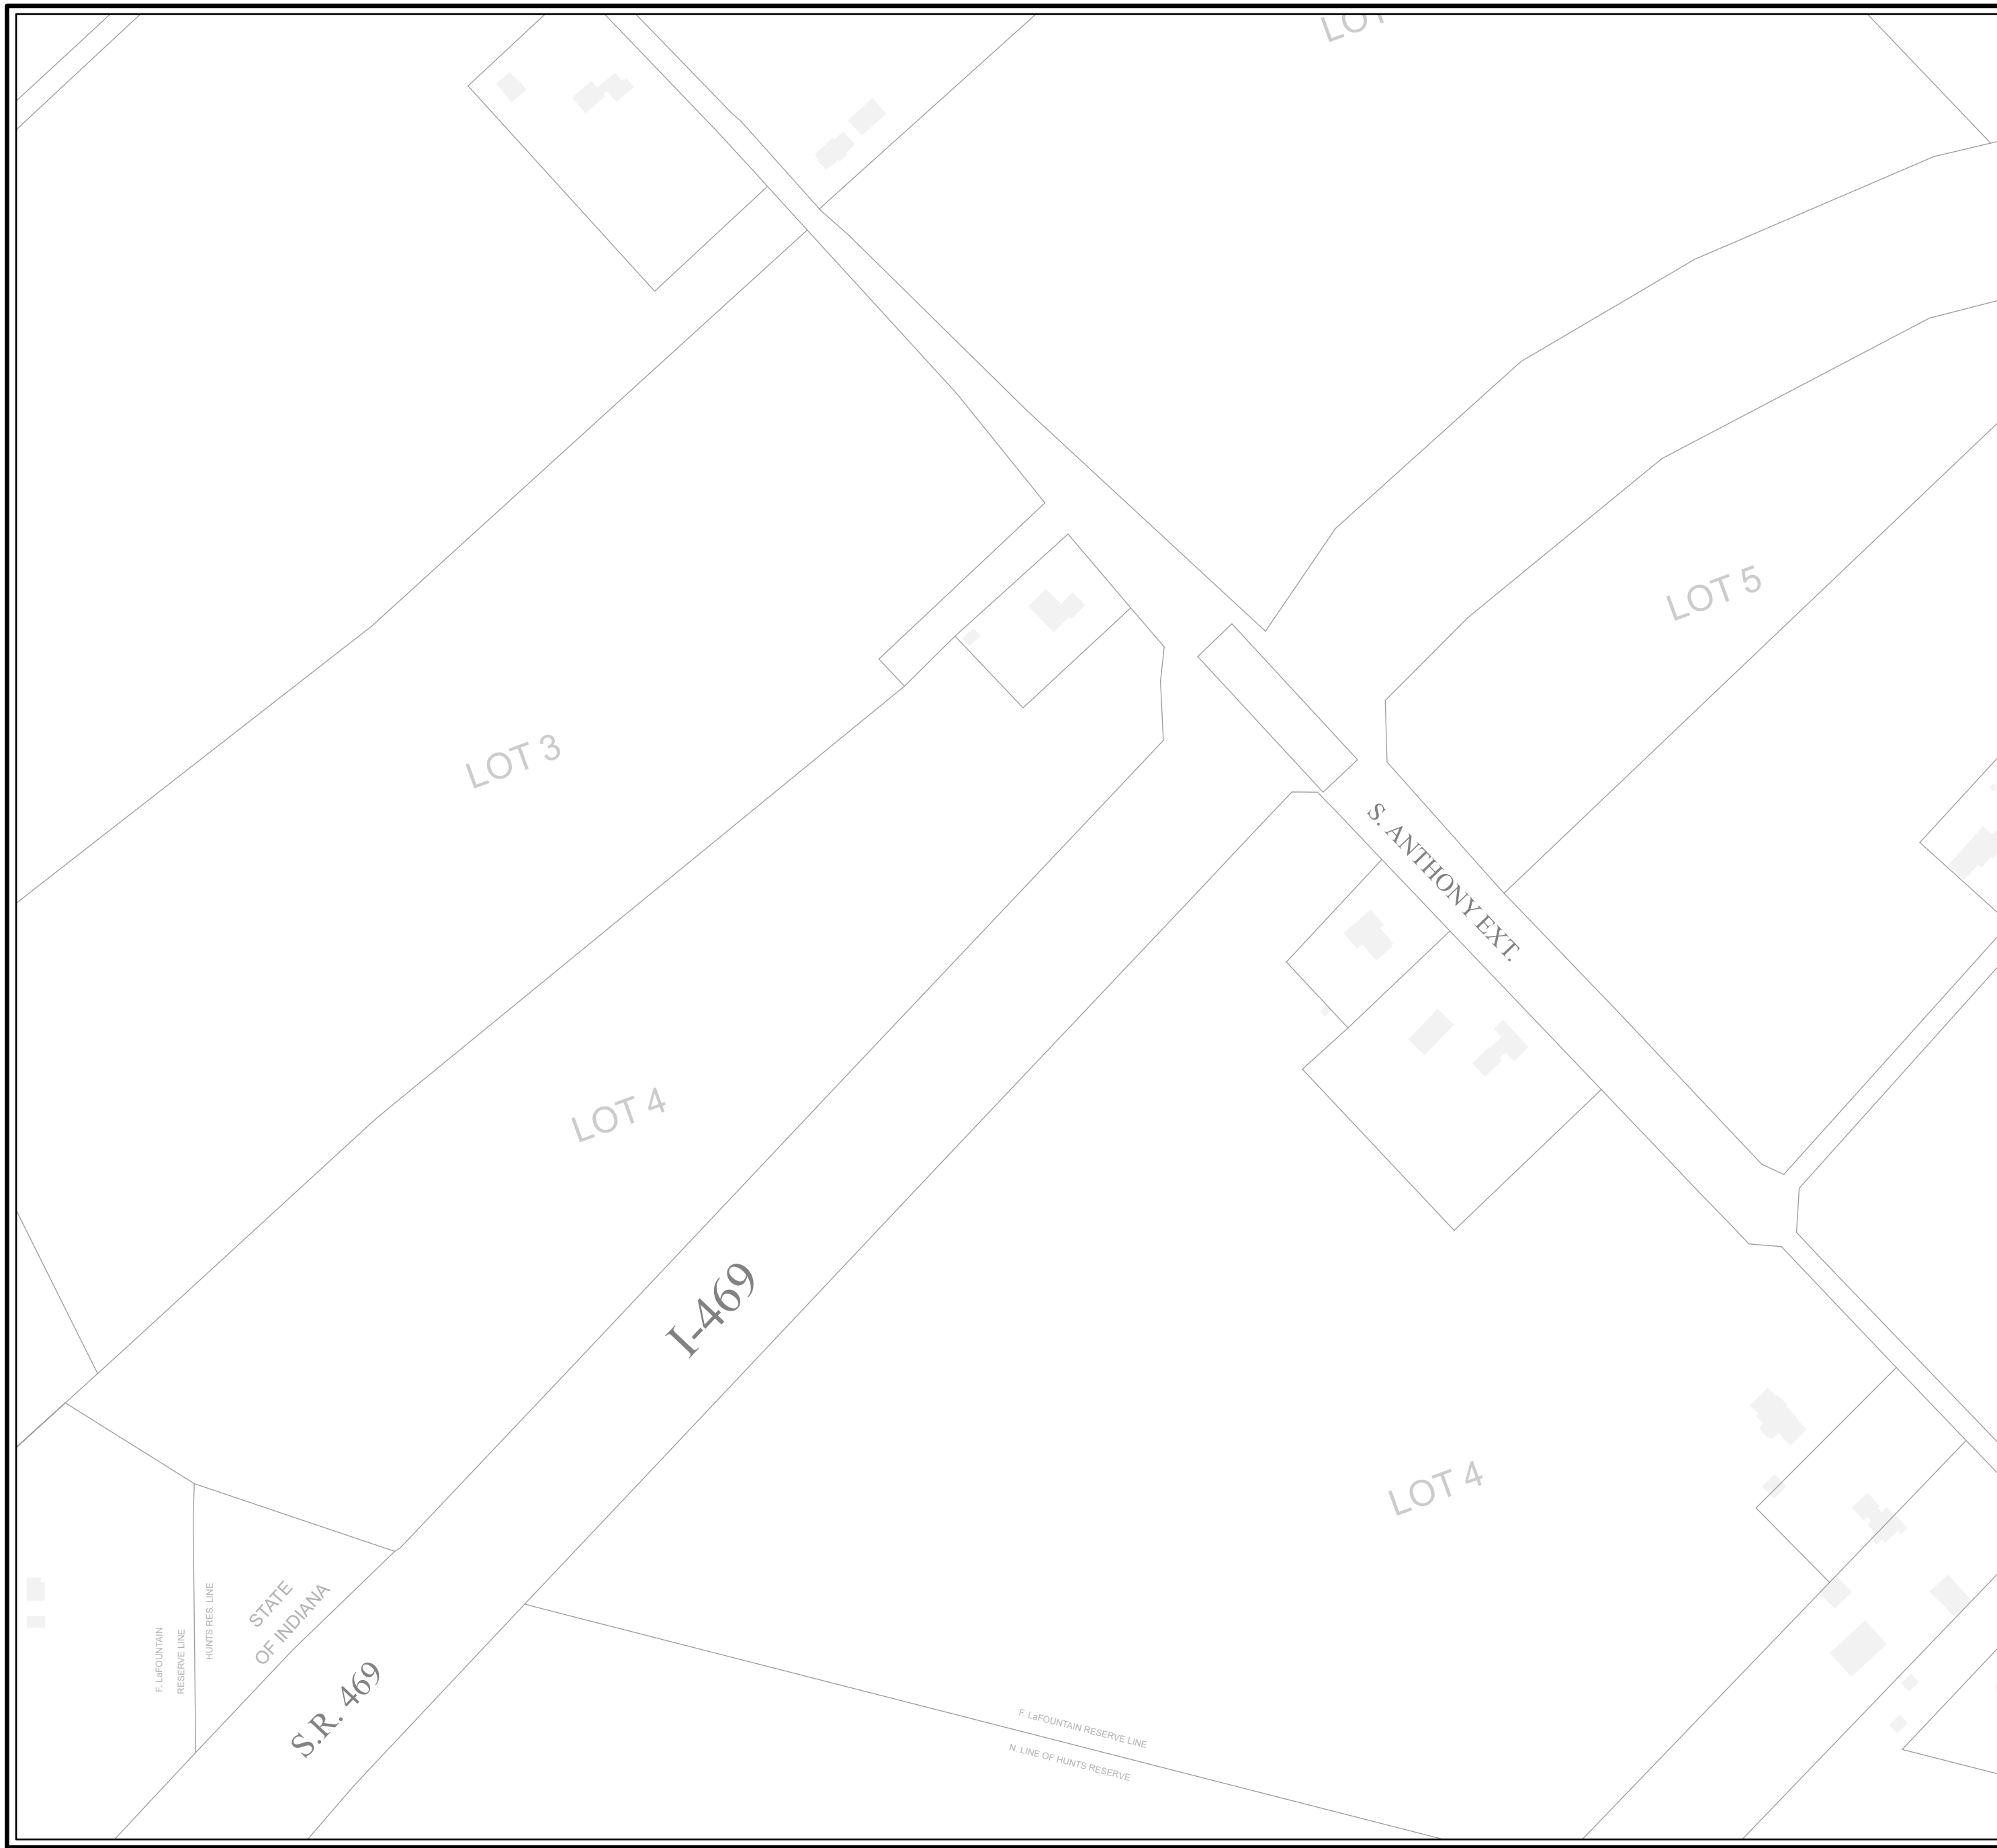 LOT
LOT 5
LOT 3
S. ANTHONY EXT.
LOT 4
I-469
LOT 4
STATE
OF INDIANA
HUNTS RES. LINE
F. LaFOUNTAIN
RESERVE LINE
S.R. 469
F. LaFOUNTAIN RESERVE LINE
N. LINE OF HUNTS RESERVE